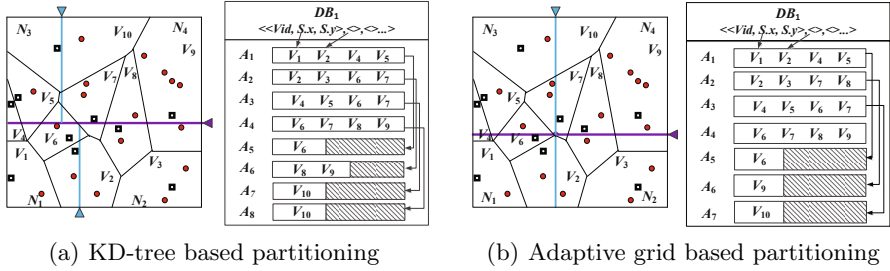 N3 V10 N4
V9
V7 V8
V5
V4 V6
V1 V3
V2
N1 N2
DB1
<<Vid, S.x, S.y>,<>,<>...>
A1 V1 V2 V4 V5
A2 V2 V3 V6 V7
A3 V4 V5 V6 V7
A4 V6 V7 V8 V9
A5 V6
A6 V8 V9
A7 V10
A8 V10
(a) KD-tree based partitioning
N3 V10 N4
V9
V7 V8
V5
V4 V6
V1 V3
V2
N1 N2
DB1
<<Vid, S.x, S.y>,<>,<>...>
A1 V1 V2 V4 V5
A2 V2 V3 V7 V8
A3 V4 V5 V6 V7
A4 V6 V7 V8 V9
A5 V6
A6 V9
A7 V10
(b) Adaptive grid based partitioning